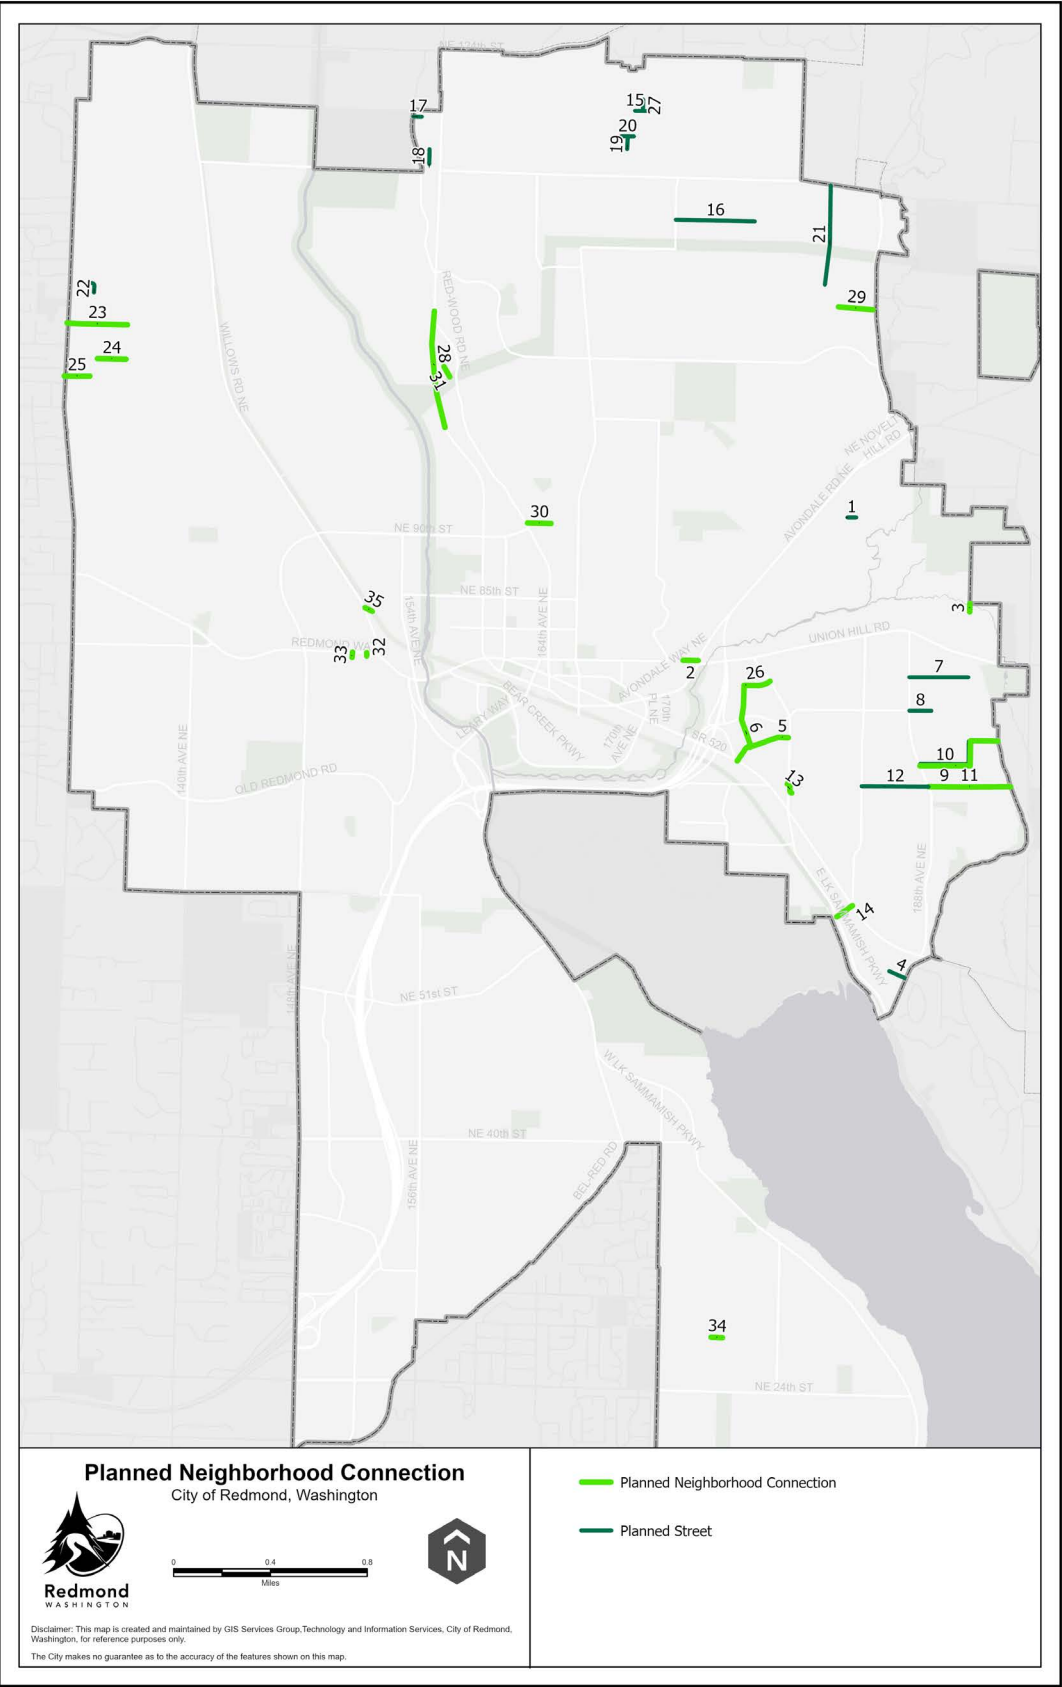 NE 124th ST
17
15
27
20
19
18
16
21
22
29
23
RED-WOOD RD NE
24
28
WILLOWS RD NE
25
31
NE NOVELT
HILL RD
AVONDALE RD NE
30
1
NE 90th ST
NE 85th ST
35
164th AVE NE
154th AVE NE
3
UNION HILL RD
REDMOND WA
32
33
AVONDALE WAY NE
2
26
7
BEAR CREEK PKWY
170th
PL NE
8
LEARY WAY
170th
AVE NE
6
5
SR 520
140th AVE NE
10
OLD REDMOND RD
13
12
9
11
E LK SAMMAMISH PKWY
188th AVE NE
14
148th AVE NE
4
NE 51st ST
W LK SAMMAMISH PKWY
NE 40th ST
156th AVE NE
BEL-RED RD
34
NE 24th ST
Planned Neighborhood Connection
City of Redmond, Washington
Redmond
WASHINGTON
0 0.4 0.8
Miles
N
Disclaimer: This map is created and maintained by GIS Services Group,Technology and Information Services, City of Redmond,
Washington, for reference purposes only.
The City makes no guarantee as to the accuracy of the features shown on this map.
Planned Neighborhood Connection
Planned Street